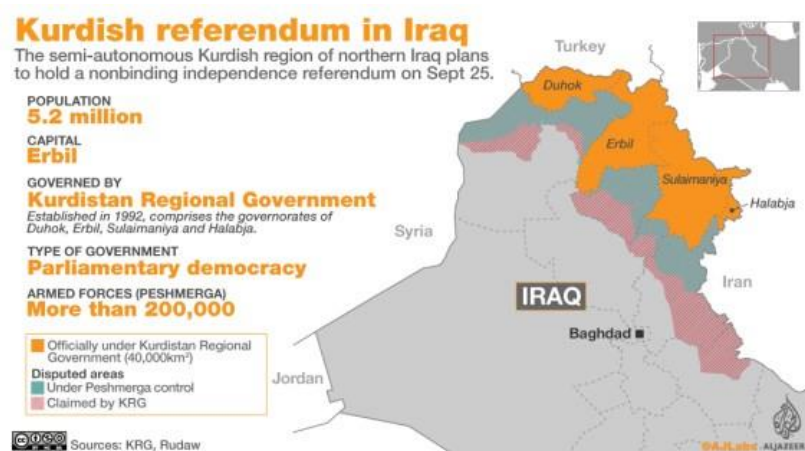 Kurdish referendum in Iraq
The semi-autonomous Kurdish region of northern Iraq plans
to hold a nonbinding independence referendum on Sept 25.
POPULATION
5.2 million
CAPITAL
Erbil
GOVERNED BY
Kurdistan Regional Government
Established in 1992, comprises the governorates of
Duhok, Erbil, Sulaimaniya and Halabja.
TYPE OF GOVERNMENT
Parliamentary democracy
ARMED FORCES (PESHMERGA)
More than 200,000
Officially under Kurdistan Regional
Government (40,000km²)
Disputed areas
Under Peshmerga control
Claimed by KRG
Sources: KRG, Rudaw
Turkey
Duhok
Erbil
Sulaimaniya
Halabja
Syria
Iran
IRAQ
Baghdad
Jordan
@AJLabs ALJAZEERA